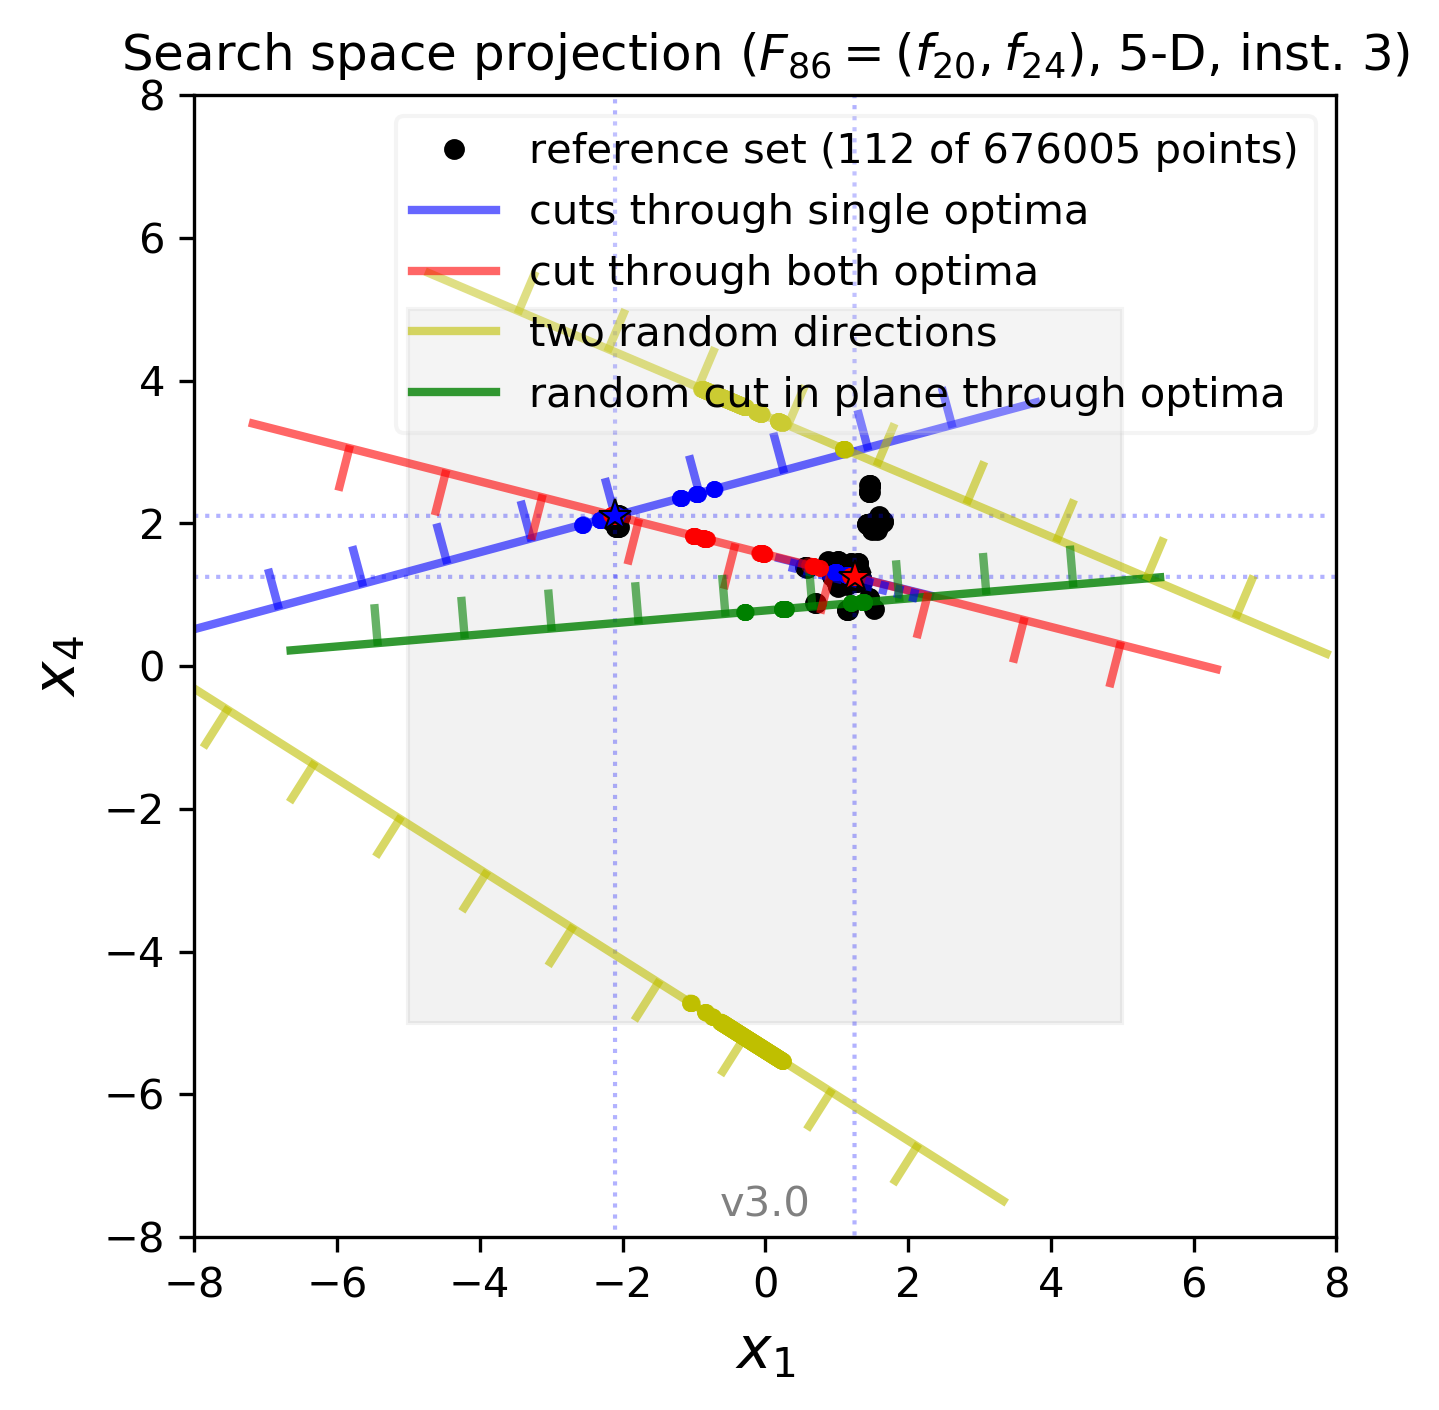 Search space projection (F86 = (f20, f24), 5-D, inst. 3)
8
6
4
2
0
−2
−4
−6
−8
x4
reference set (112 of 676005 points)
cuts through single optima
cut through both optima
two random directions
random cut in plane through optima
v3.0
−8 −6 −4 −2 0 2 4 6 8
x1